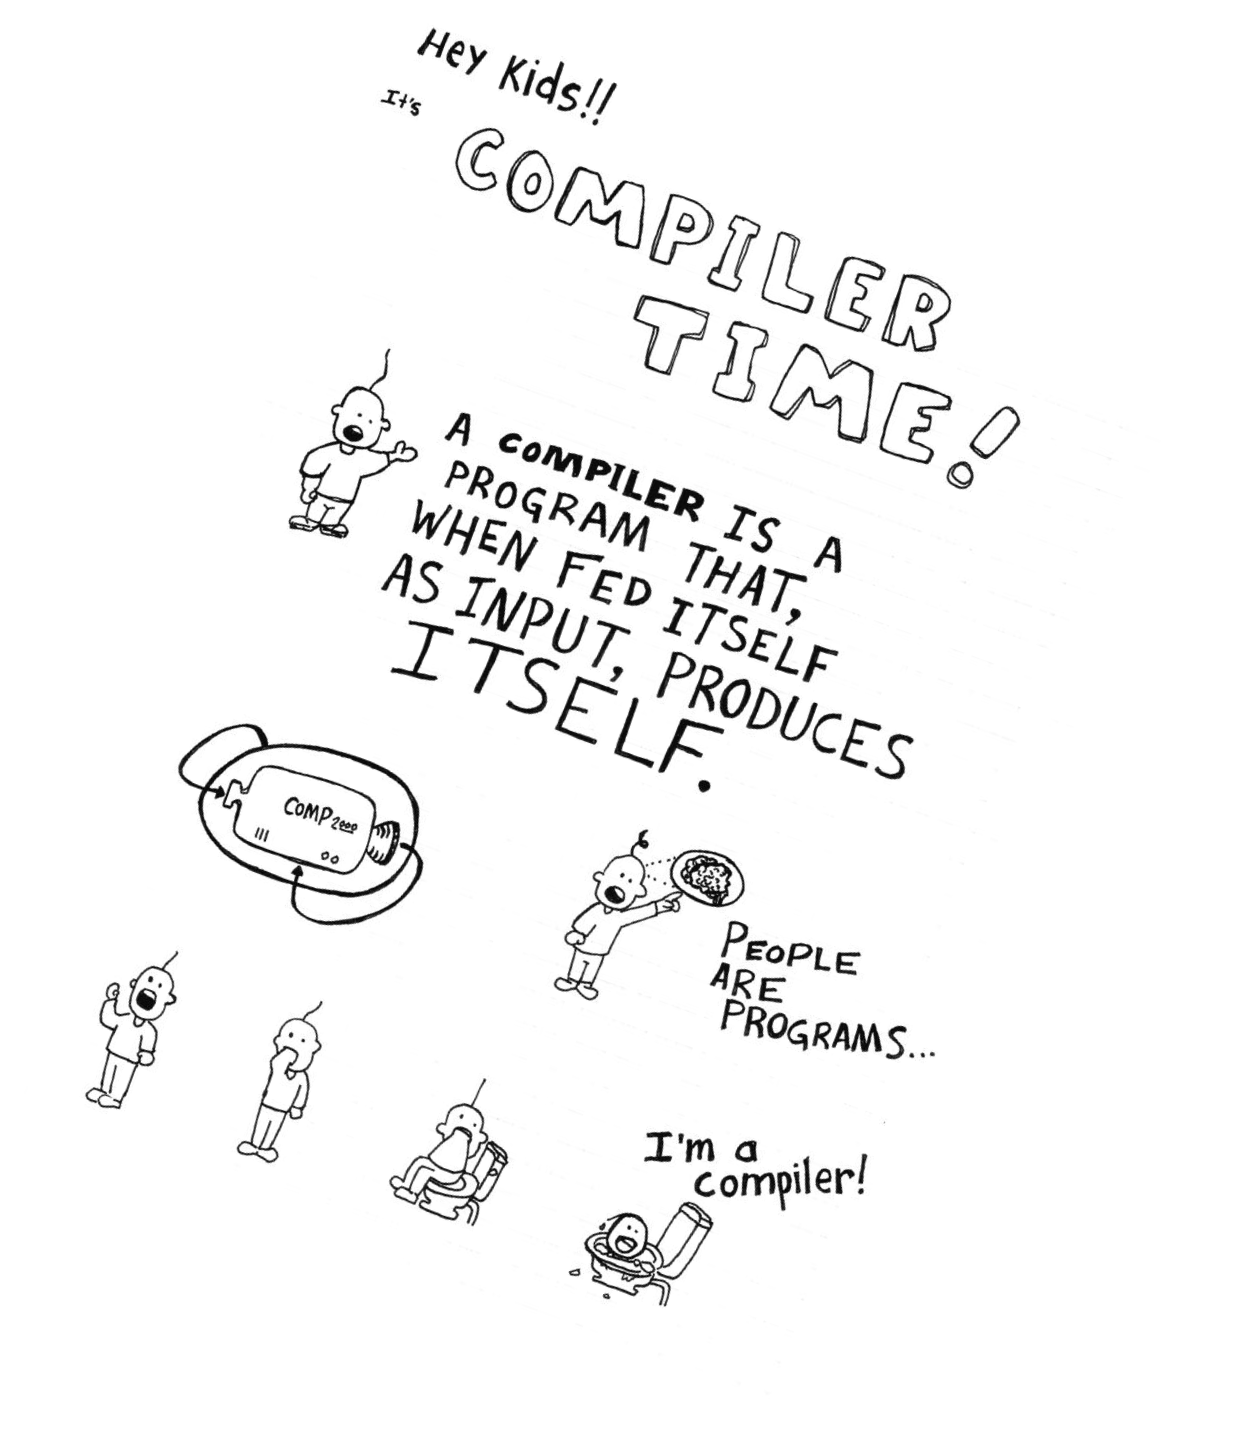 Hey Kids!!
It's
COMPILER
TIME!
A COMPILER IS A
PROGRAM THAT,
WHEN FED ITSELF
AS INPUT, PRODUCES
ITSELF.
COMP2000
PEOPLE
ARE
PROGRAMS...
I'm a
compiler!